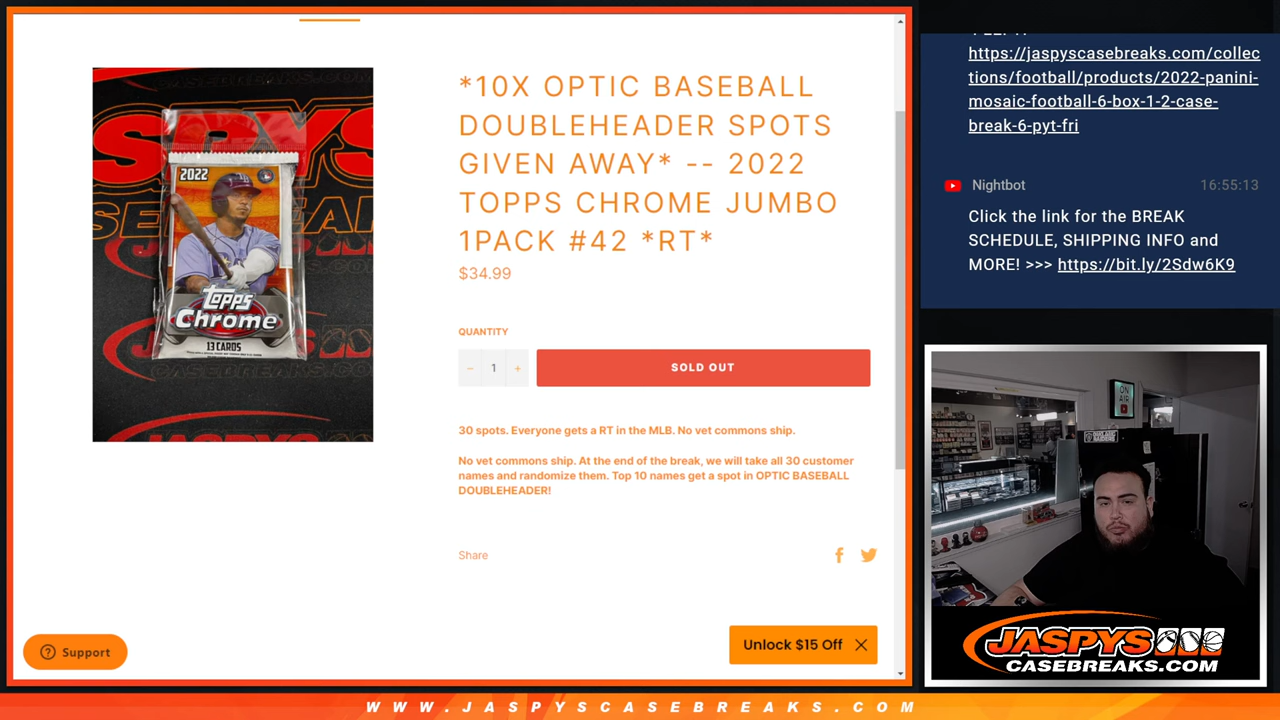 *10X OPTIC BASEBALL
DOUBLEHEADER SPOTS
GIVEN AWAY* -- 2022
TOPPS CHROME JUMBO
1PACK #42 *RT*
$34.99
QUANTITY
− 1 +
SOLD OUT
30 spots. Everyone gets a RT in the MLB. No vet commons ship.
No vet commons ship. At the end of the break, we will take all 30 customer
names and randomize them. Top 10 names get a spot in OPTIC BASEBALL
DOUBLEHEADER!
Share
Support
Unlock $15 Off
2022
Topps
Chrome
13 CARDS
https://jaspyscasebreaks.com/collec
tions/football/products/2022-panini-
mosaic-football-6-box-1-2-case-
break-6-pyt-fri
Nightbot 16:55:13
Click the link for the BREAK
SCHEDULE, SHIPPING INFO and
MORE! >>> https://bit.ly/2Sdw6K9
ON
AIR
JASPYS
CASEBREAKS.COM
WWW.JASPYSCASEBREAKS.COM